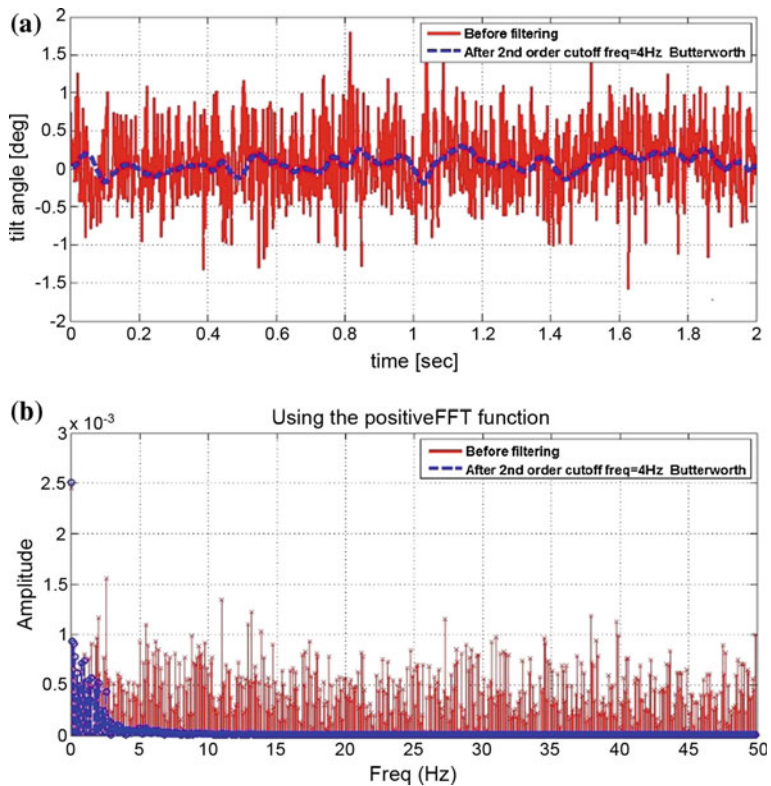 (a)
2
1.5
1
0.5
0
-0.5
-1
-1.5
-2
tilt angle [deg]
Before filtering
After 2nd order cutoff freq=4Hz Butterworth
0 0.2 0.4 0.6 0.8 1 1.2 1.4 1.6 1.8 2
time [sec]
(b)
x 10⁻³
Using the positiveFFT function
3
2.5
2
1.5
1
0.5
0
Amplitude
Before filtering
After 2nd order cutoff freq=4Hz Butterworth
0 5 10 15 20 25 30 35 40 45 50
Freq (Hz)